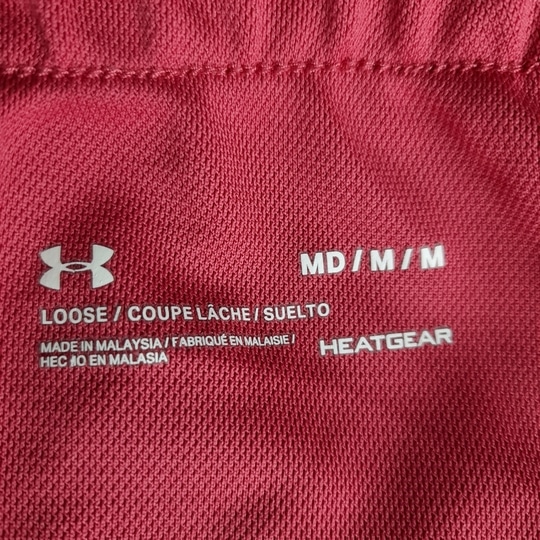 MD / M / M
LOOSE / COUPE LÂCHE / SUELTO
MADE IN MALAYSIA / FABRIQUÉ EN MALAISIE /
HECHO EN MALASIA
HEATGEAR